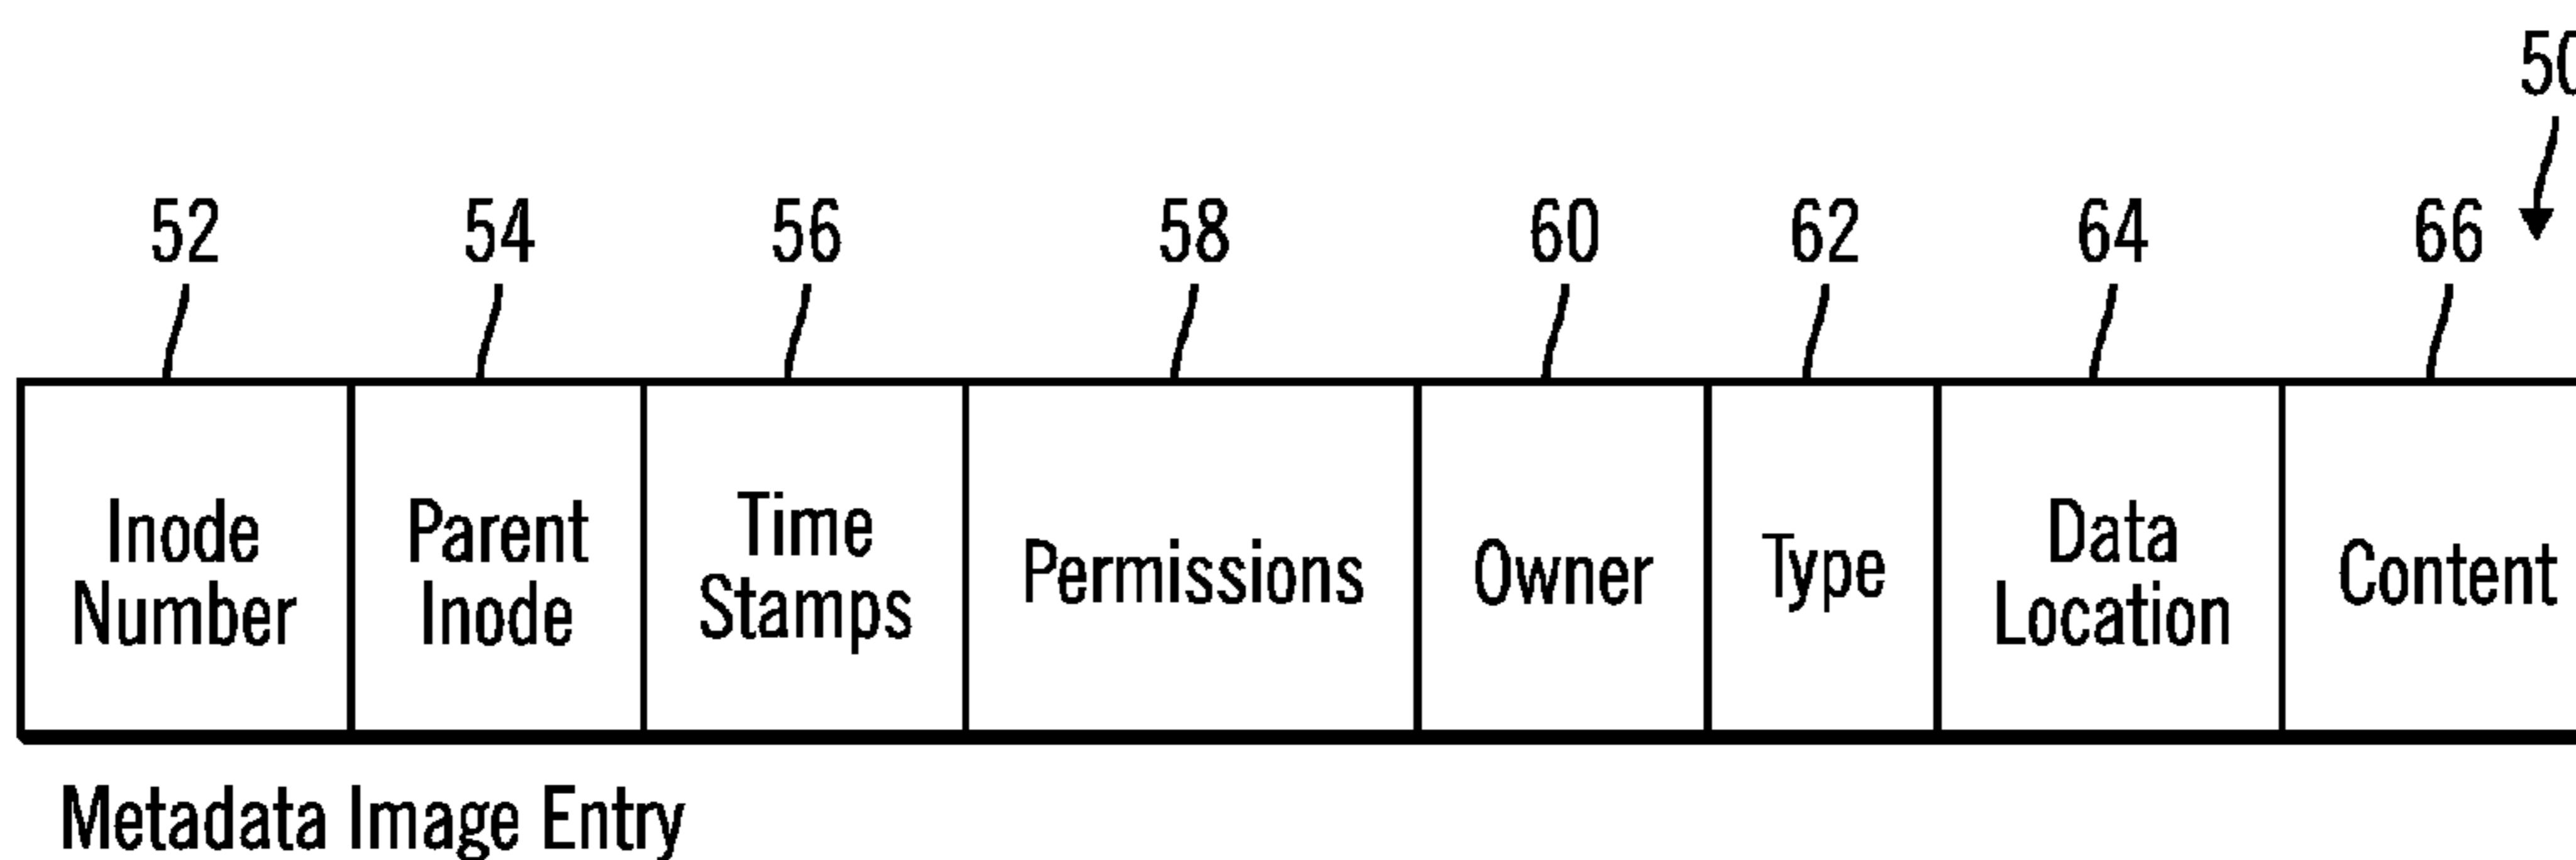 50
52 54 56 58 60 62 64 66
Inode Number
Parent Inode
Time Stamps
Permissions
Owner
Type
Data Location
Content
Metadata Image Entry